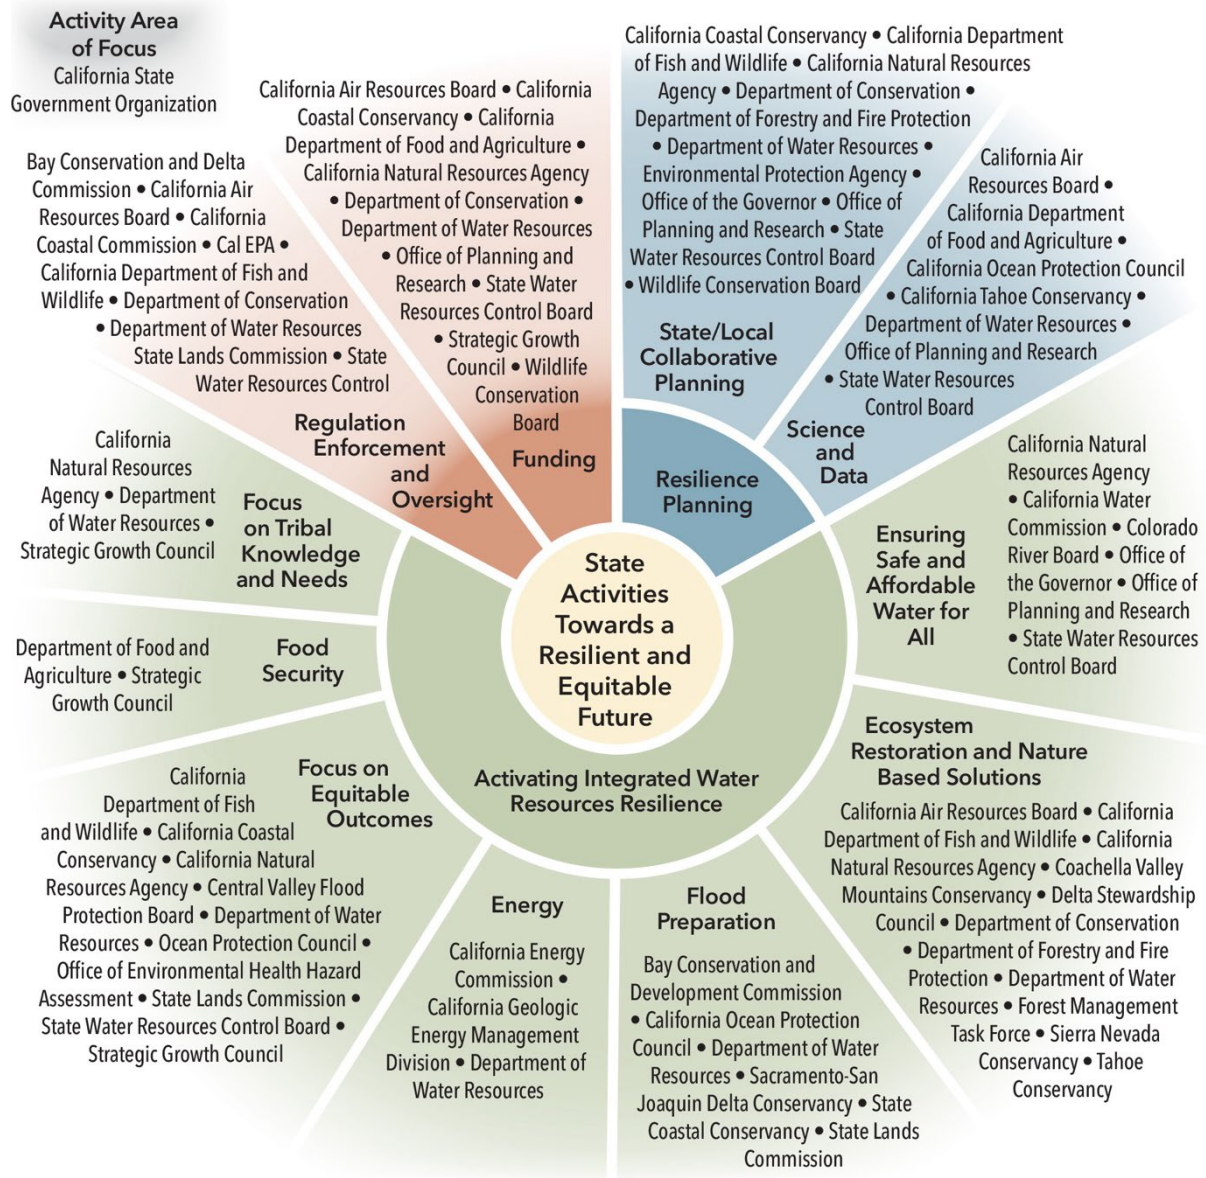 Activity Area
of Focus
California State
Government Organization
Bay Conservation and Delta
Commission • California Air
Resources Board • California
Coastal Commission • Cal EPA •
California Department of Fish and
Wildlife • Department of Conservation
• Department of Water Resources
State Lands Commission • State
Water Resources Control
Regulation
Enforcement
and
Oversight
California Air Resources Board • California
Coastal Conservancy • California
Department of Food and Agriculture •
California Natural Resources Agency
• Department of Conservation •
Department of Water Resources
• Office of Planning and
Research • State Water
Resources Control Board
• Strategic Growth
Council • Wildlife
Conservation
Board
Funding
California Coastal Conservancy • California Department
of Fish and Wildlife • California Natural Resources
Agency • Department of Conservation •
Department of Forestry and Fire Protection
• Department of Water Resources •
Environmental Protection Agency •
Office of the Governor • Office of
Planning and Research • State
Water Resources Control Board
• Wildlife Conservation Board
State/Local
Collaborative
Planning
California Air
Resources Board •
California Department
of Food and Agriculture •
California Ocean Protection Council
• California Tahoe Conservancy •
Department of Water Resources •
Office of Planning and Research
• State Water Resources
Control Board
Science
and
Data
Resilience
Planning
California Natural
Resources Agency
• California Water
Commission • Colorado
River Board • Office of
the Governor • Office of
Planning and Research
• State Water Resources
Control Board
Ensuring
Safe and
Affordable
Water for
All
State
Activities
Towards a
Resilient and
Equitable
Future
Activating Integrated Water
Resources Resilience
California
Natural Resources
Agency • Department
of Water Resources •
Strategic Growth Council
Focus
on Tribal
Knowledge
and Needs
Department of Food and
Agriculture • Strategic
Growth Council
Food
Security
Focus on
Equitable
Outcomes
California
Department of Fish
and Wildlife • California Coastal
Conservancy • California Natural
Resources Agency • Central Valley Flood
Protection Board • Department of Water
Resources • Ocean Protection Council •
Office of Environmental Health Hazard
Assessment • State Lands Commission •
State Water Resources Control Board •
Strategic Growth Council
Energy
California Energy
Commission •
California Geologic
Energy Management
Division • Department of
Water Resources
Flood
Preparation
Bay Conservation and
Development Commission
• California Ocean Protection
Council • Department of Water
Resources • Sacramento-San
Joaquin Delta Conservancy • State
Coastal Conservancy • State Lands
Commission
Ecosystem
Restoration and Nature
Based Solutions
California Air Resources Board • California
Department of Fish and Wildlife • California
Natural Resources Agency • Coachella Valley
Mountains Conservancy • Delta Stewardship
Council • Department of Conservation
• Department of Forestry and Fire
Protection • Department of Water
Resources • Forest Management
Task Force • Sierra Nevada
Conservancy • Tahoe
Conservancy